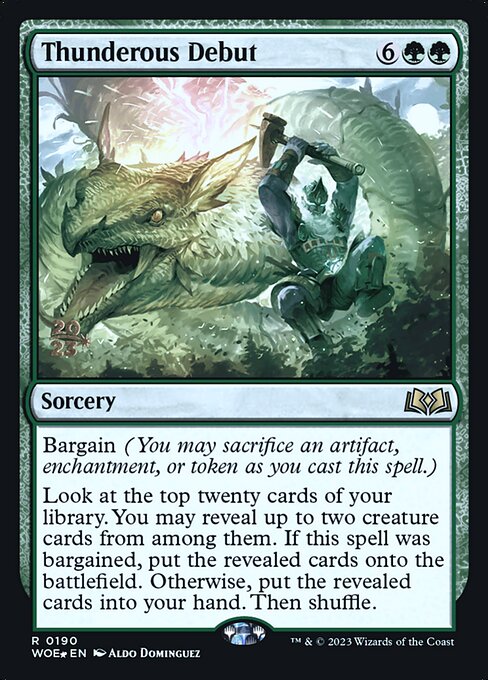 Thunderous Debut 6
20
23
Sorcery
Bargain (You may sacrifice an artifact,
enchantment, or token as you cast this spell.)
Look at the top twenty cards of your
library. You may reveal up to two creature
cards from among them. If this spell was
bargained, put the revealed cards onto the
battlefield. Otherwise, put the revealed
cards into your hand. Then shuffle.
R 0190
WOE★EN Aldo Dominguez
™ & © 2023 Wizards of the Coast